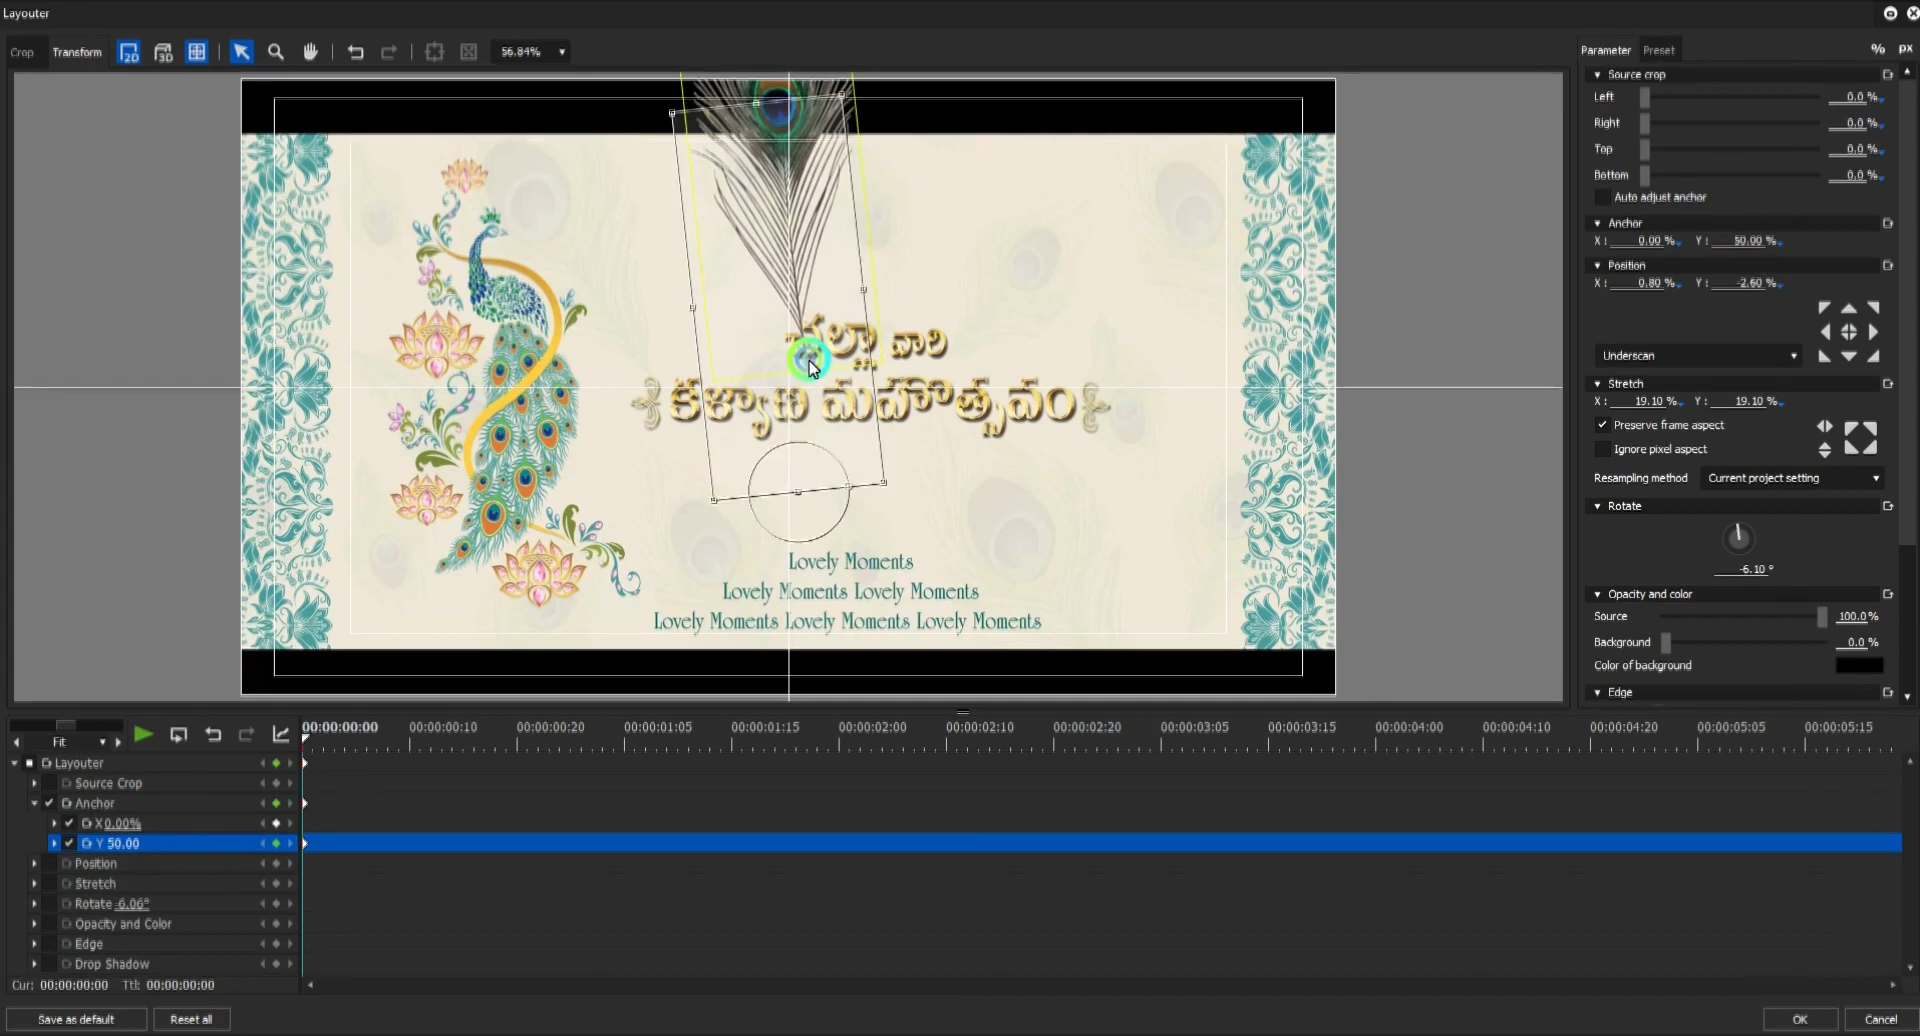 Layouter
Crop Transform 2D 3D 56.84%
Parameter Preset % px
Source crop
Left 0.0 %
Right 0.0 %
Top 0.0 %
Bottom 0.0 %
Auto adjust anchor
Anchor
X : 0.00 % Y : 50.00 %
Position
X : 0.80 % Y : -2.60 %
Underscan
Stretch
X : 19.10 % Y : 19.10 %
Preserve frame aspect
Ignore pixel aspect
Resampling method Current project setting
Rotate
-6.10 °
Opacity and color
Source 100.0 %
Background 0.0 %
Color of background
Edge
వారి
కళ్యాణ మహోత్సవం
Lovely Moments
Lovely Moments Lovely Moments
Lovely Moments Lovely Moments Lovely Moments
Fit
00:00:00:00 00:00:00:10 00:00:00:20 00:00:01:05 00:00:01:15 00:00:02:00 00:00:02:10 00:00:02:20 00:00:03:05 00:00:03:15 00:00:04:00 00:00:04:10 00:00:04:20 00:00:05:05 00:00:05:15
Layouter
Source Crop
Anchor
X 0.00%
Y 50.00
Position
Stretch
Rotate -6.06°
Opacity and Color
Edge
Drop Shadow
Cur: 00:00:00:00 Ttl: 00:00:00:00
Save as default Reset all OK Cancel